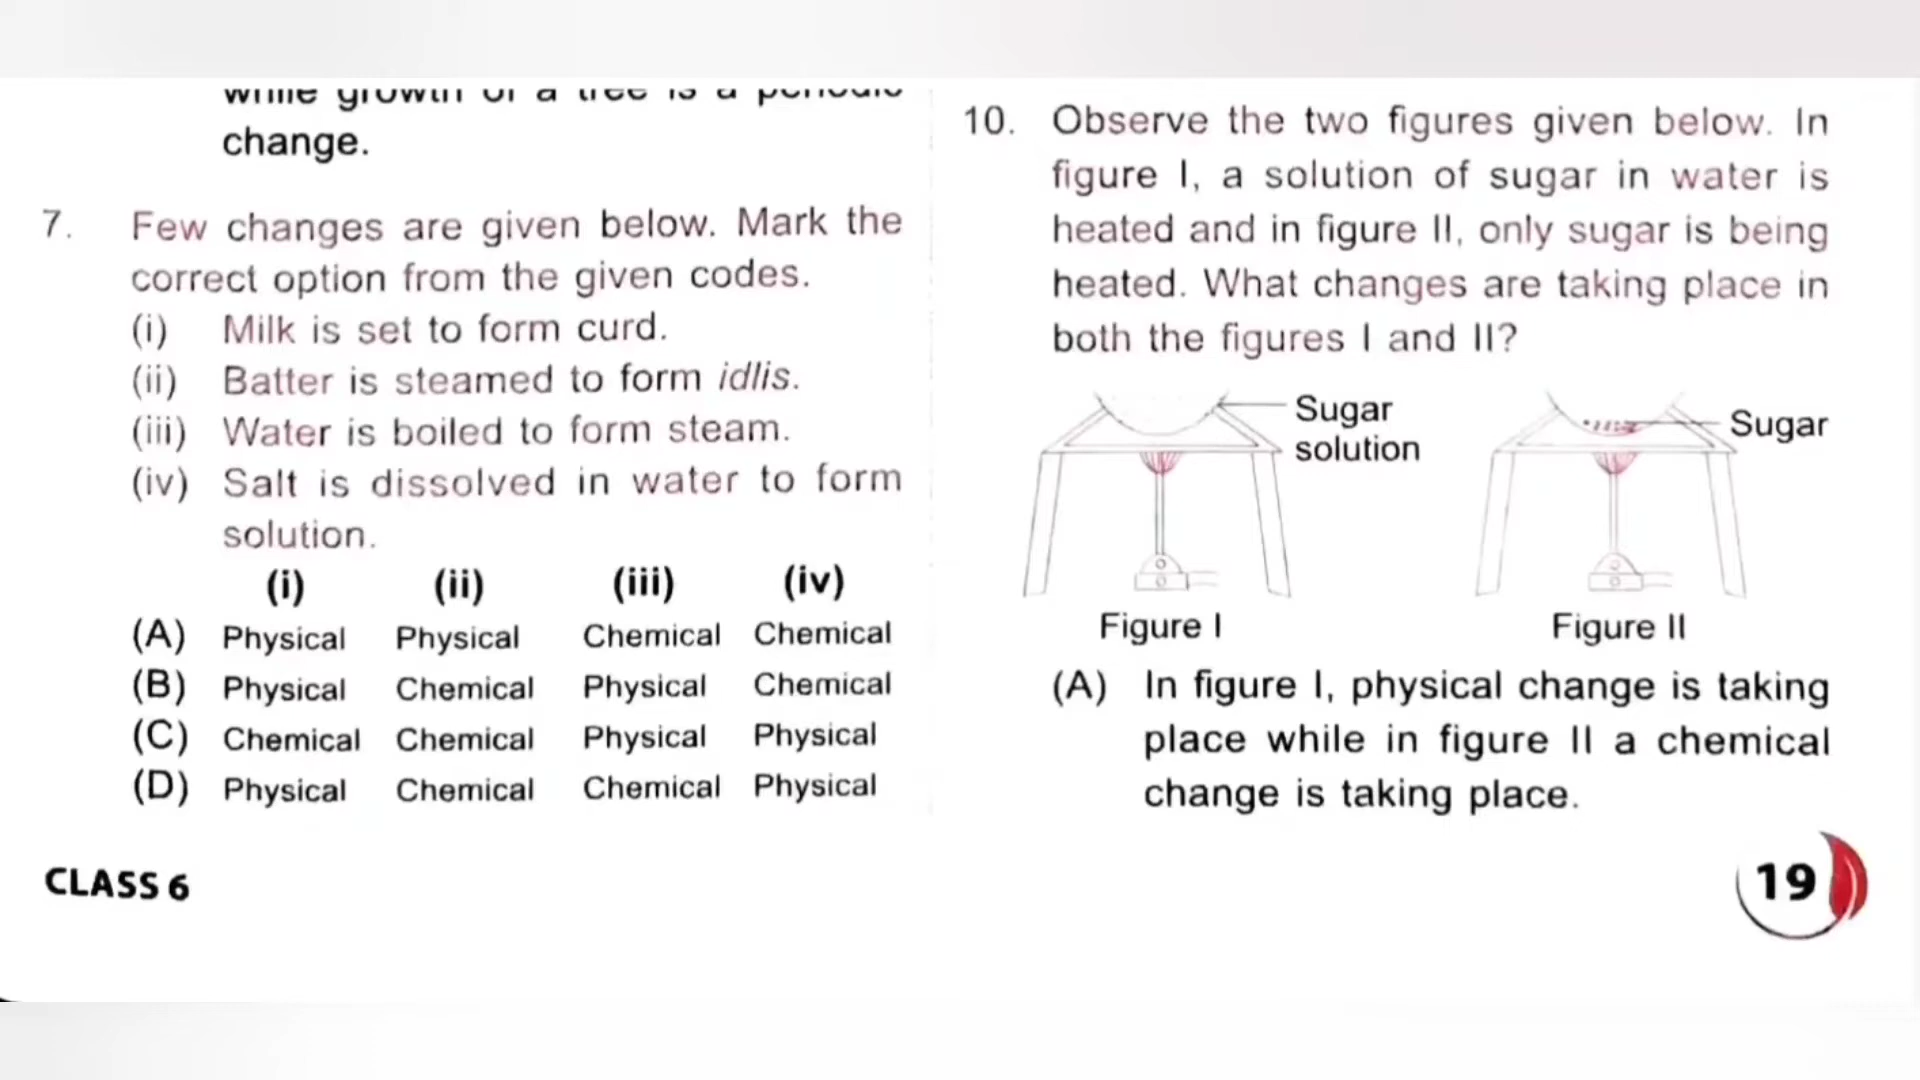 change.
7. Few changes are given below. Mark the
correct option from the given codes.
(i) Milk is set to form curd.
(ii) Batter is steamed to form idlis.
(iii) Water is boiled to form steam.
(iv) Salt is dissolved in water to form
solution.
(i) (ii) (iii) (iv)
(A) Physical Physical Chemical Chemical
(B) Physical Chemical Physical Chemical
(C) Chemical Chemical Physical Physical
(D) Physical Chemical Chemical Physical
CLASS 6
10. Observe the two figures given below. In
figure I, a solution of sugar in water is
heated and in figure II, only sugar is being
heated. What changes are taking place in
both the figures I and II?
Sugar
solution
Sugar
Figure I
Figure II
(A) In figure I, physical change is taking
place while in figure II a chemical
change is taking place.
19